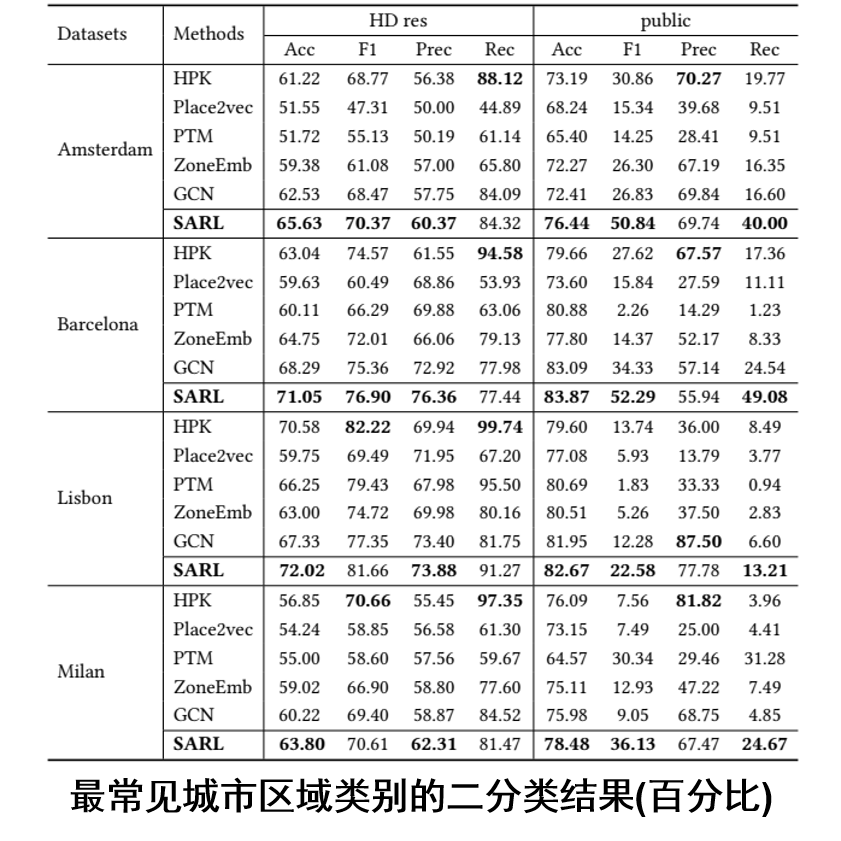 Datasets Methods HD res public
Acc F1 Prec Rec Acc F1 Prec Rec
Amsterdam
HPK 61.22 68.77 56.38 88.12 73.19 30.86 70.27 19.77
Place2vec 51.55 47.31 50.00 44.89 68.24 15.34 39.68 9.51
PTM 51.72 55.13 50.19 61.14 65.40 14.25 28.41 9.51
ZoneEmb 59.38 61.08 57.00 65.80 72.27 26.30 67.19 16.35
GCN 62.53 68.47 57.75 84.09 72.41 26.83 69.84 16.60
SARL 65.63 70.37 60.37 84.32 76.44 50.84 69.74 40.00
Barcelona
HPK 63.04 74.57 61.55 94.58 79.66 27.62 67.57 17.36
Place2vec 59.63 60.49 68.86 53.93 73.60 15.84 27.59 11.11
PTM 60.11 66.29 69.88 63.06 80.88 2.26 14.29 1.23
ZoneEmb 64.75 72.01 66.06 79.13 77.80 14.37 52.17 8.33
GCN 68.29 75.36 72.92 77.98 83.09 34.33 57.14 24.54
SARL 71.05 76.90 76.36 77.44 83.87 52.29 55.94 49.08
Lisbon
HPK 70.58 82.22 69.94 99.74 79.60 13.74 36.00 8.49
Place2vec 59.75 69.49 71.95 67.20 77.08 5.93 13.79 3.77
PTM 66.25 79.43 67.98 95.50 80.69 1.83 33.33 0.94
ZoneEmb 63.00 74.72 69.98 80.16 80.51 5.26 37.50 2.83
GCN 67.33 77.35 73.40 81.75 81.95 12.28 87.50 6.60
SARL 72.02 81.66 73.88 91.27 82.67 22.58 77.78 13.21
Milan
HPK 56.85 70.66 55.45 97.35 76.09 7.56 81.82 3.96
Place2vec 54.24 58.85 56.58 61.30 73.15 7.49 25.00 4.41
PTM 55.00 58.60 57.56 59.67 64.57 30.34 29.46 31.28
ZoneEmb 59.02 66.90 58.80 77.60 75.11 12.93 47.22 7.49
GCN 60.22 69.40 58.87 84.52 75.98 9.05 68.75 4.85
SARL 63.80 70.61 62.31 81.47 78.48 36.13 67.47 24.67
最常见城市区域类别的二分类结果(百分比)